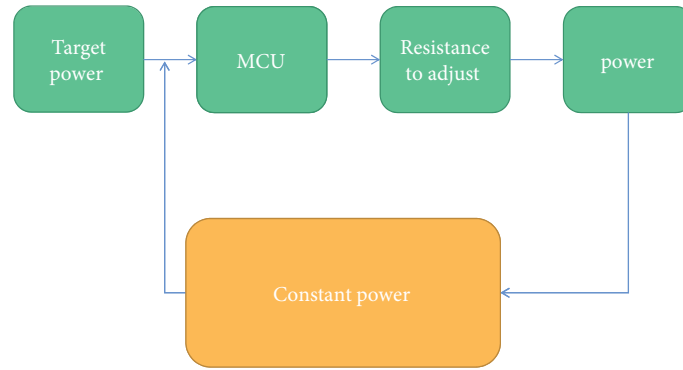 Target
power
MCU
Resistance
to adjust
power
Constant power